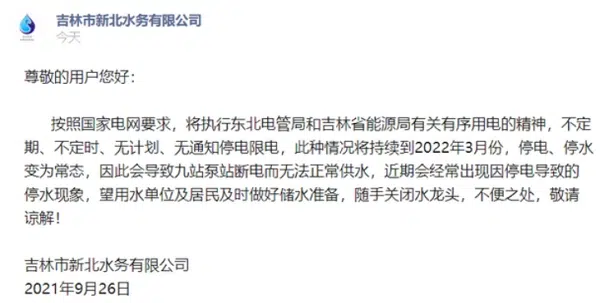 吉林市新北水务有限公司
今天
尊敬的用户您好：
按照国家电网要求，将执行东北电管局和吉林省能源局有关有序用电的精神，不定
期、不定时、无计划、无通知停电限电，此种情况将持续到2022年3月份，停电、停水
变为常态，因此会导致九站泵站断电而无法正常供水，近期会经常出现因停电导致的
停水现象，望用水单位及居民及时做好储水准备，随手关闭水龙头，不便之处，敬请
谅解！
吉林市新北水务有限公司
2021年9月26日